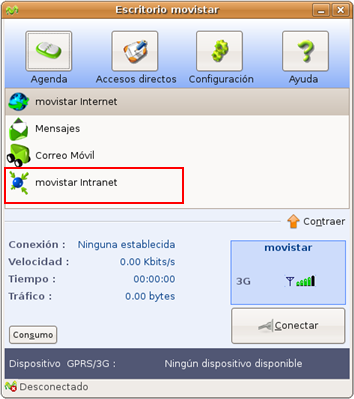 Escritorio movistar
Agenda Accesos directos Configuración Ayuda
movistar Internet
Mensajes
Correo Móvil
movistar Intranet
Contraer
Conexión : Ninguna establecida
Velocidad : 0.00 Kbits/s
Tiempo : 00:00:00
Tráfico : 0.00 bytes
movistar
3G
Consumo
Conectar
Dispositivo GPRS/3G : Ningún dispositivo disponible
Desconectado